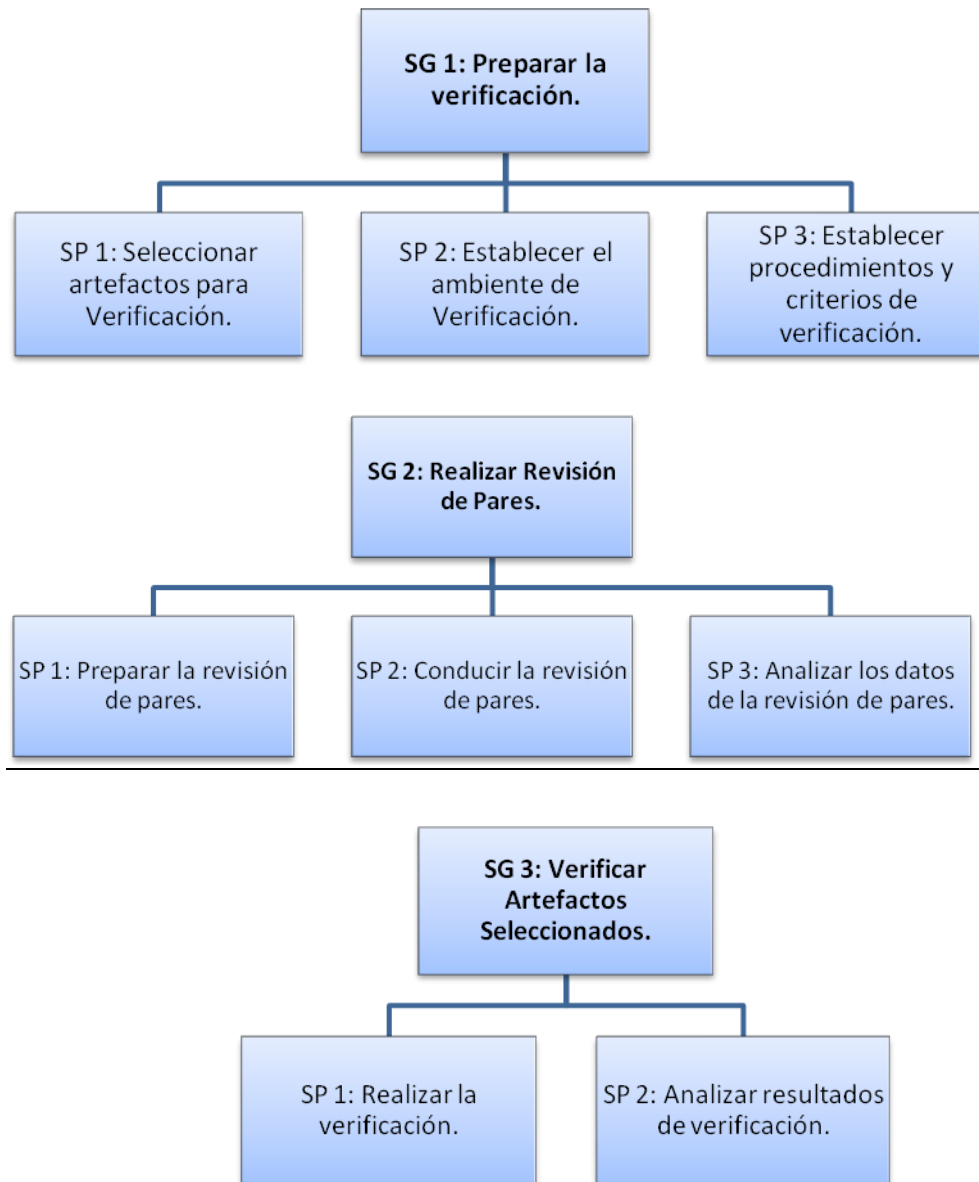 SG 1: Preparar la
verificación.
SP 1: Seleccionar
artefactos para
Verificación.
SP 2: Establecer el
ambiente de
Verificación.
SP 3: Establecer
procedimientos y
criterios de
verificación.
SG 2: Realizar Revisión
de Pares.
SP 1: Preparar la revisión
de pares.
SP 2: Conducir la revisión
de pares.
SP 3: Analizar los datos
de la revisión de pares.
SG 3: Verificar
Artefactos
Seleccionados.
SP 1: Realizar la
verificación.
SP 2: Analizar resultados
de verificación.